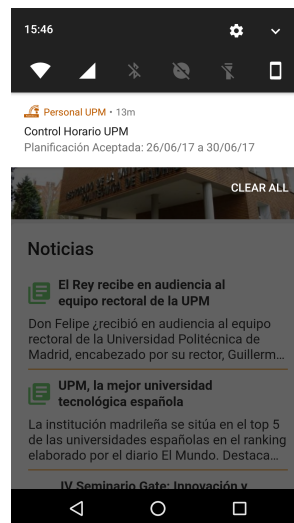 15:46
Personal UPM • 13m
Control Horario UPM
Planificación Aceptada: 26/06/17 a 30/06/17
CLEAR ALL
Noticias
El Rey recibe en audiencia al
equipo rectoral de la UPM
Don Felipe ¿recibió en audiencia al equipo
rectoral de la Universidad Politécnica de
Madrid, encabezado por su rector, Guillerm...
UPM, la mejor universidad
tecnológica española
La institución madrileña se sitúa en el top 5
de las universidades españolas en el ranking
elaborado por el diario El Mundo. Destaca...
IV Seminario Gate: Innovación y